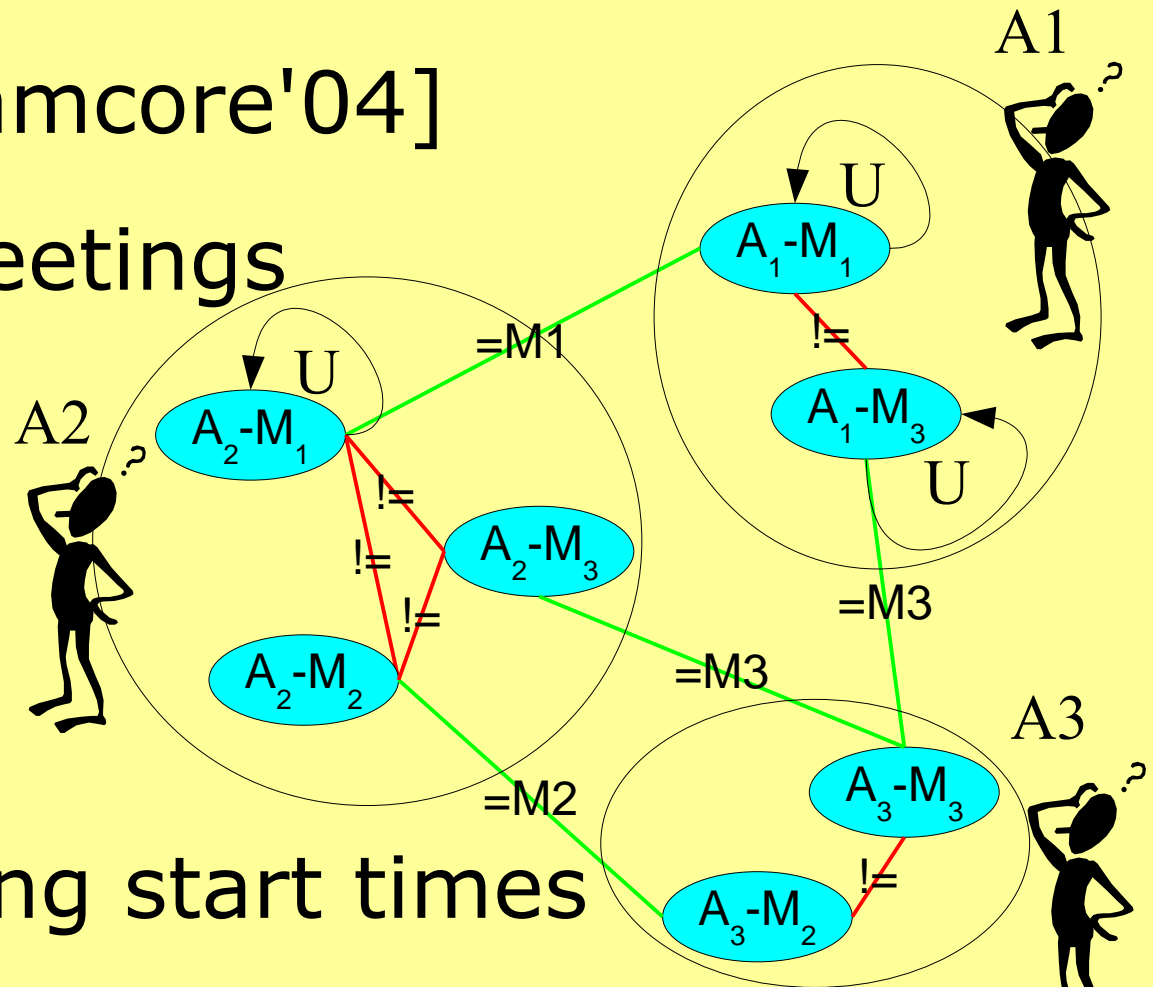 A1
amcore'04]
U
eetings
A₁-M₁
=M1
!=
U
A2
A₂-M₁
A₁-M₃
U
!=
!=
A₂-M₃
!=
=M3
=M3
A₂-M₂
A3
=M2
A₃-M₃
ng start times
!=
A₃-M₂
?
?
?